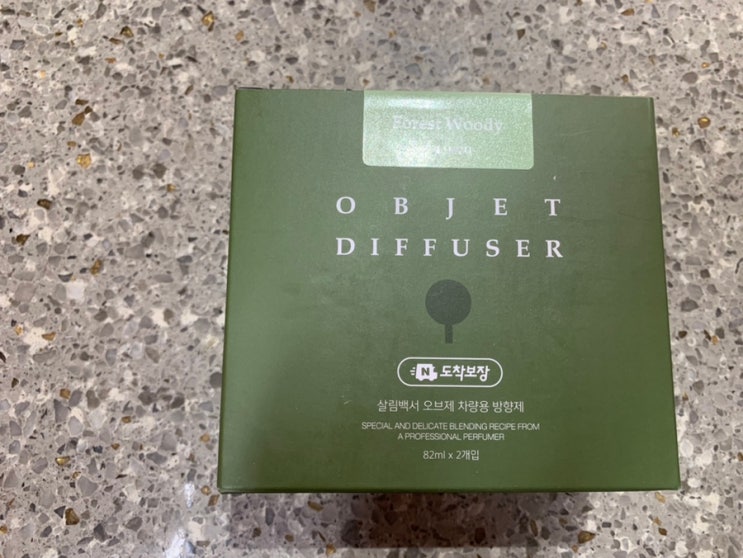 Forest Woody
O B J E T
DIFFUSER
N 도착보장
살림백서 오브제 차량용 방향제
SPECIAL AND DELICATE BLENDING RECIPE FROM
A PROFESSIONAL PERFUMER
82ml x 2개입